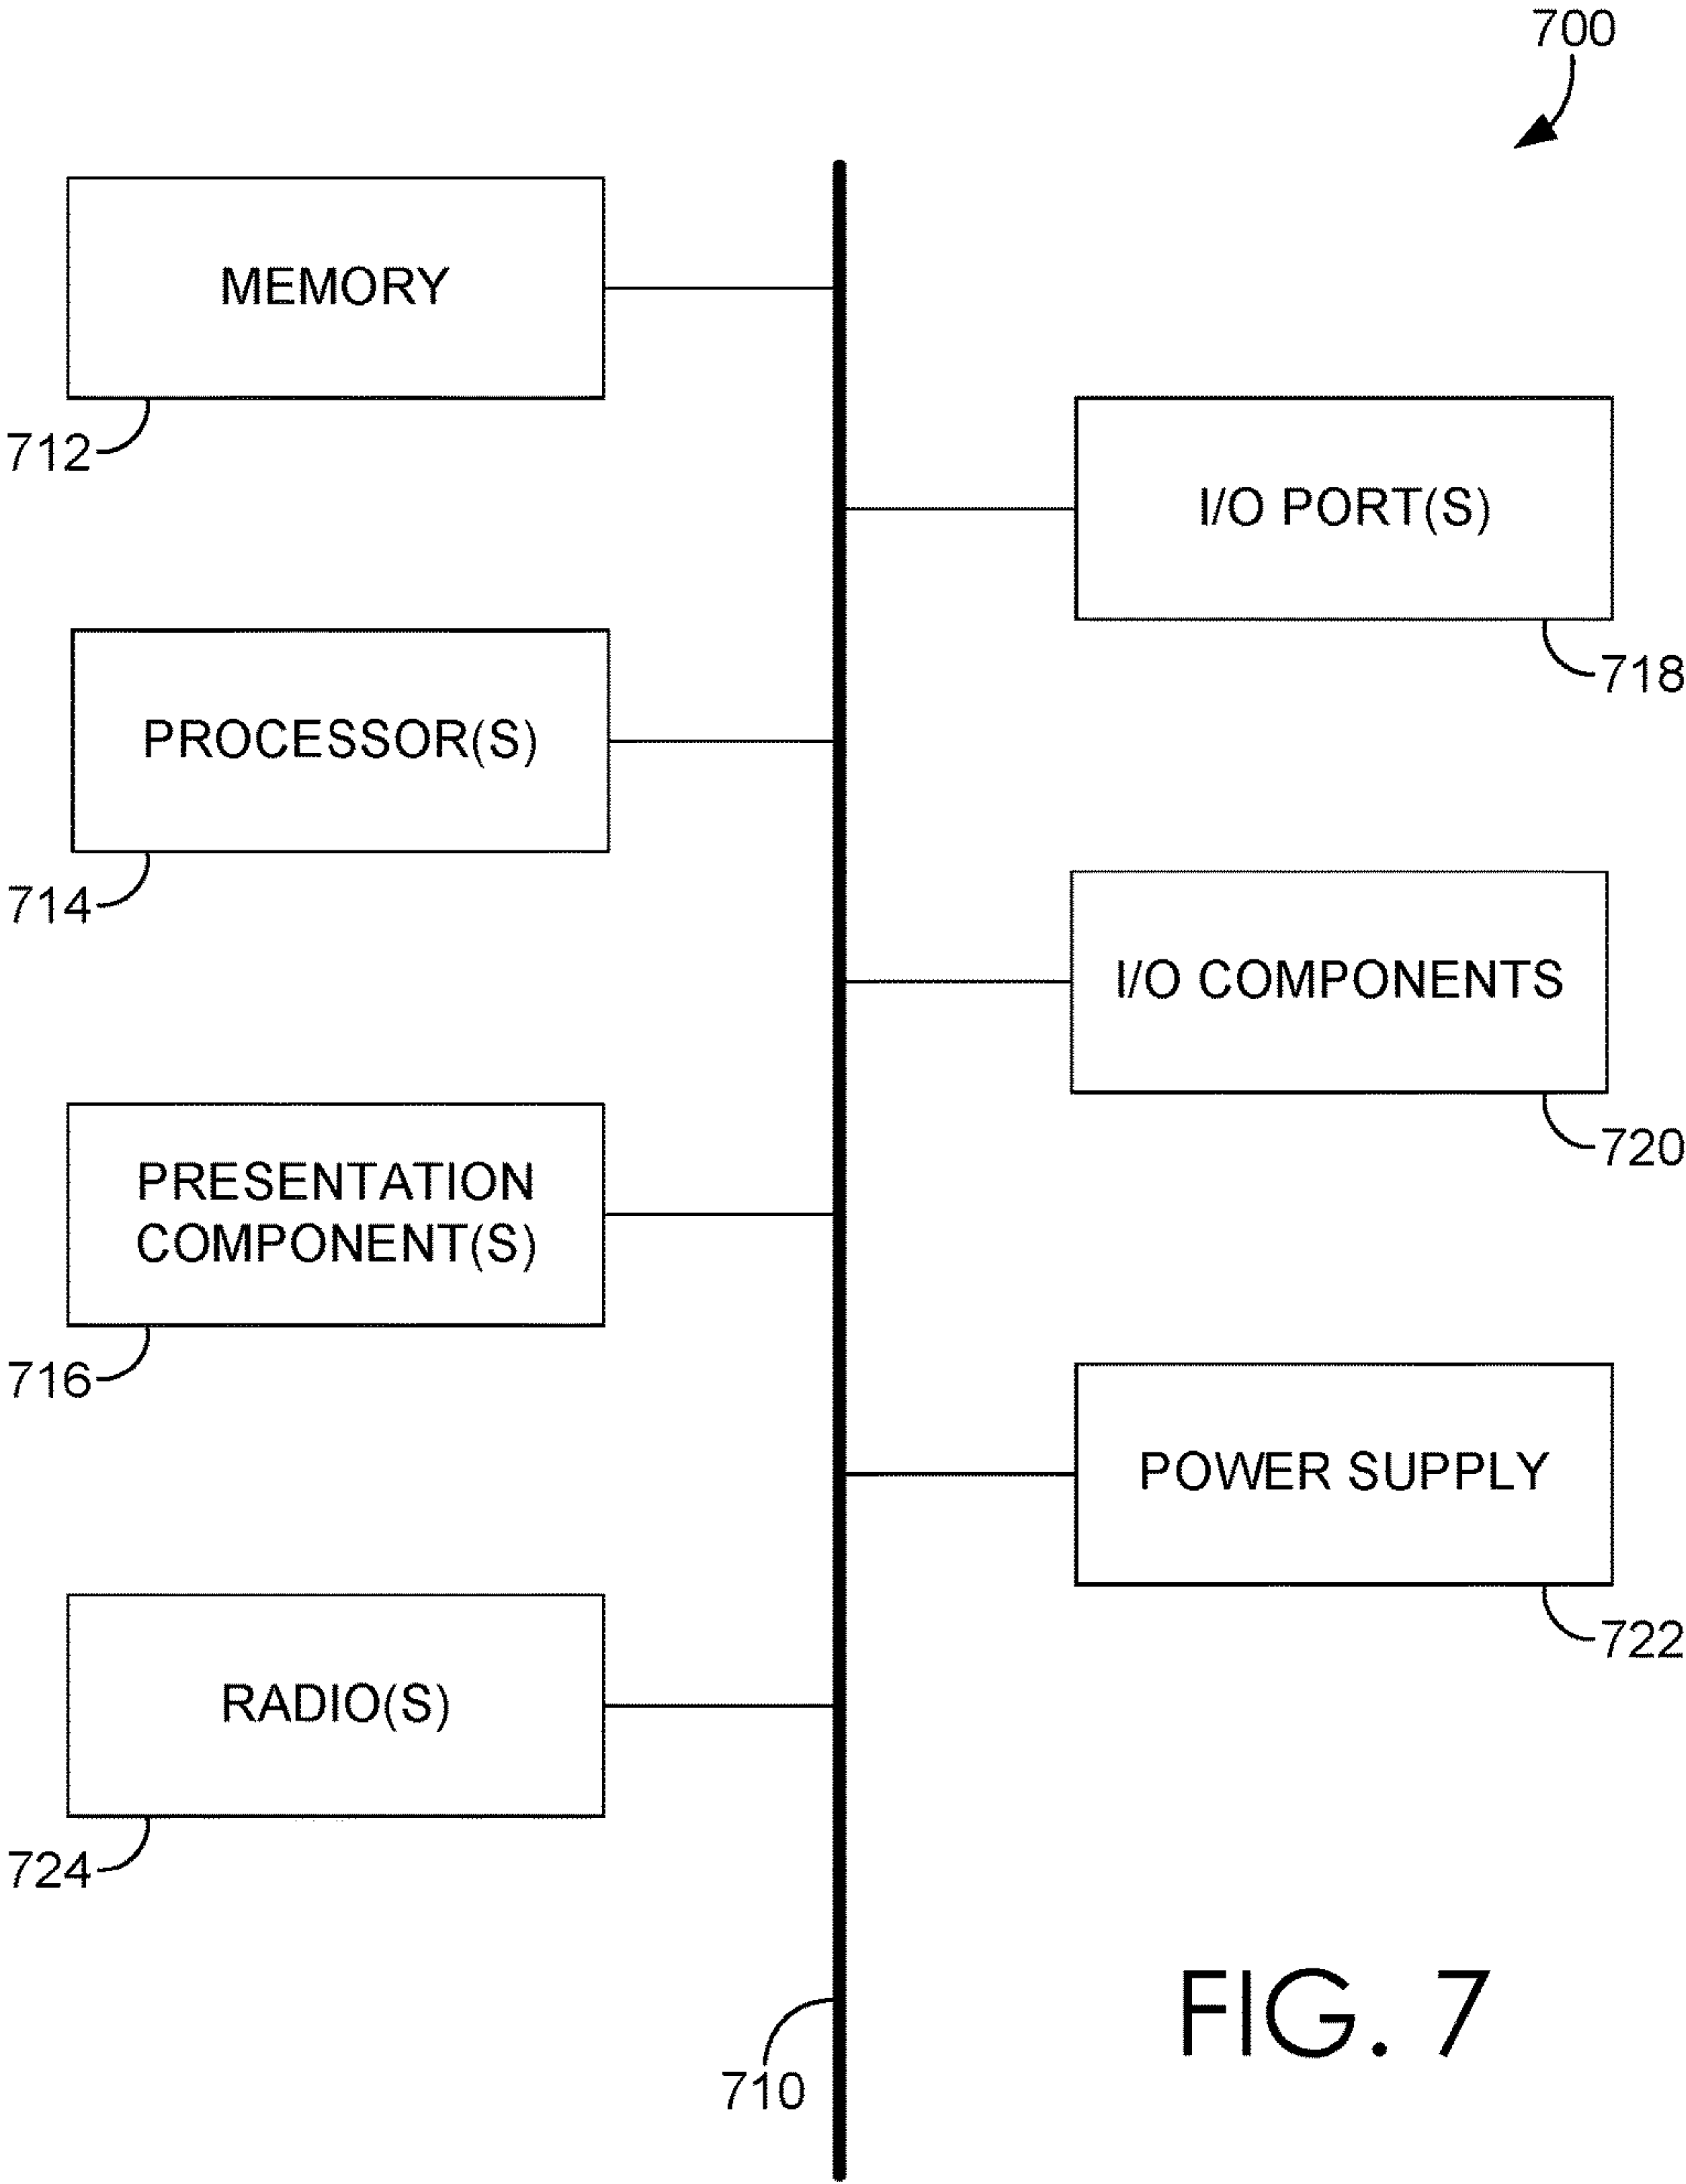 700
MEMORY
712
I/O PORT(S)
718
PROCESSOR(S)
714
I/O COMPONENTS
720
PRESENTATION
COMPONENT(S)
716
POWER SUPPLY
722
RADIO(S)
724
710
FIG. 7